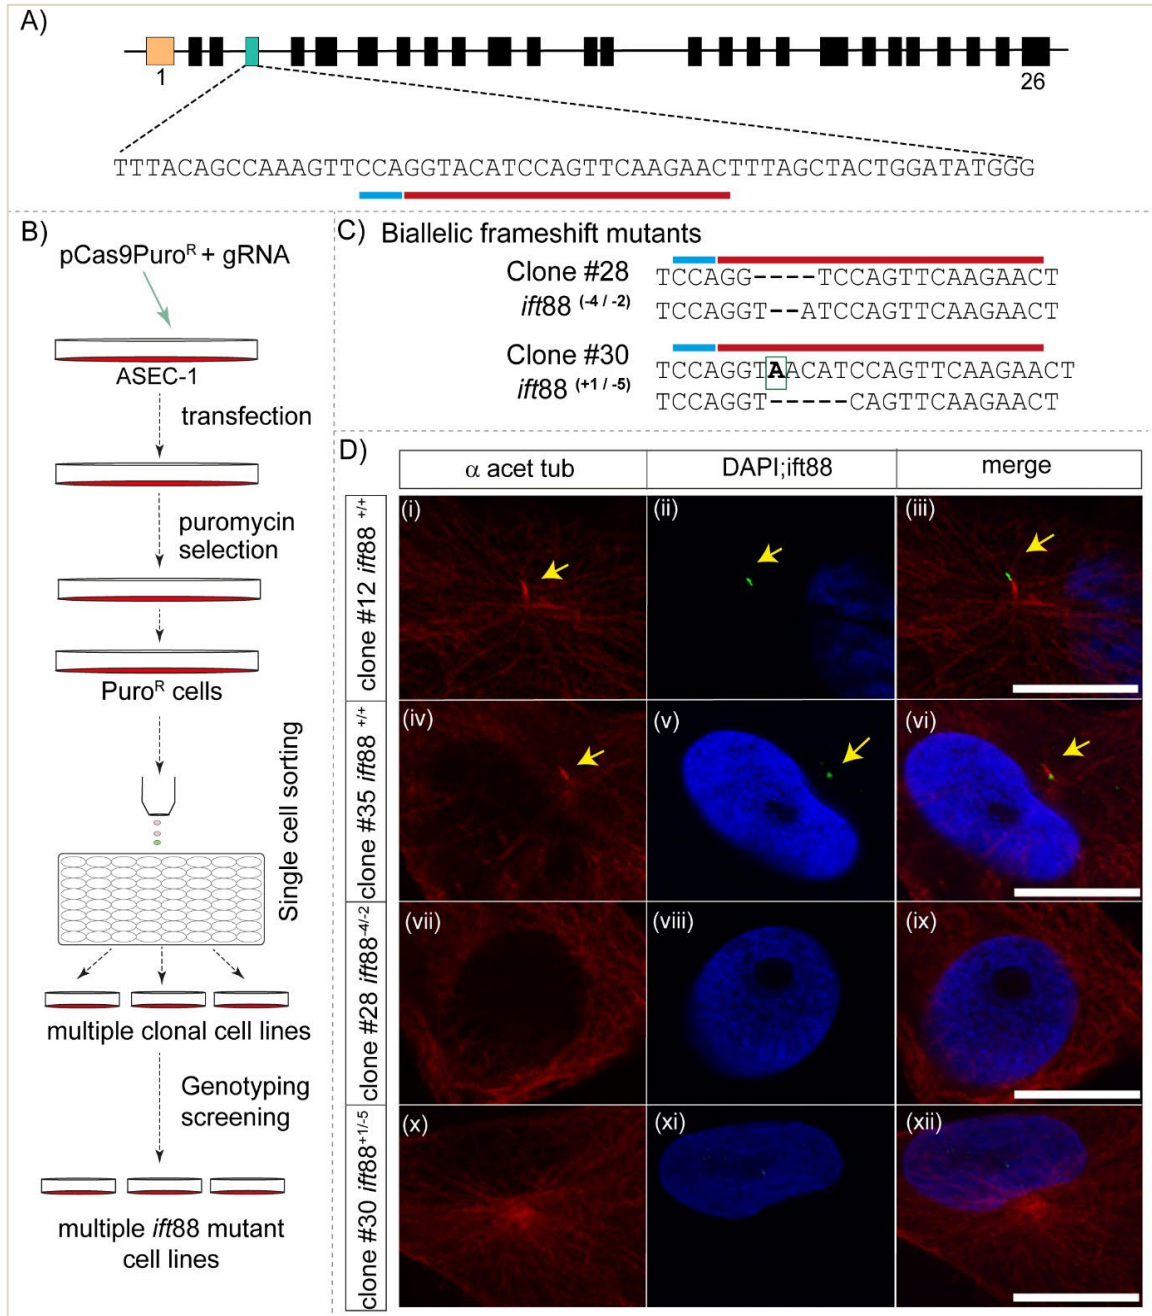 A)
1
26
TTTACAGCCAAAGTTCCAGGTACATCCAGTTCAAGAACTTTAGCTACTGGATATGGG
B)
pCas9Puroᴿ + gRNA
ASEC-1
transfection
puromycin
selection
Puroᴿ cells
Single cell sorting
multiple clonal cell lines
Genotyping
screening
multiple ift88 mutant
cell lines
C) Biallelic frameshift mutants
Clone #28
ift88 (-4 / -2)
TCCAGG----TCCAGTTCAAGAACT
TCCAGGT--ATCCAGTTCAAGAACT
Clone #30
ift88 (+1 / -5)
TCCAGGTAACATCCAGTTCAAGAACT
TCCAGGT-----CAGTTCAAGAACT
D)
α acet tub
DAPI;ift88
merge
clone #12 ift88 +/+
(i)
(ii)
(iii)
clone #35 ift88 +/+
(iv)
(v)
(vi)
clone #28 ift88-4/-2
(vii)
(viii)
(ix)
clone #30 ift88+1/-5
(x)
(xi)
(xii)